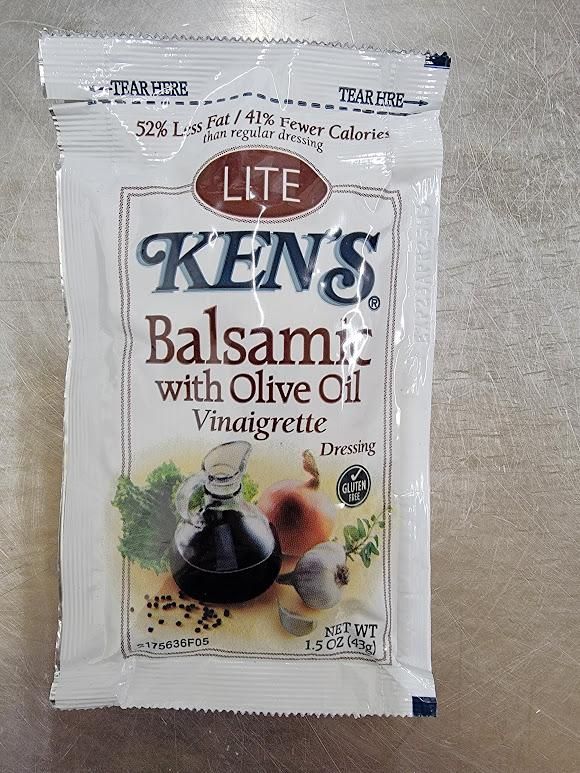 TEAR HERE
TEAR HRE
52% Less Fat / 41% Fewer Calories
than regular dressing
LITE
KEN'S®
Balsamic
with Olive Oil
Vinaigrette
Dressing
GLUTEN
FREE
NET WT
1.5 OZ (43g)